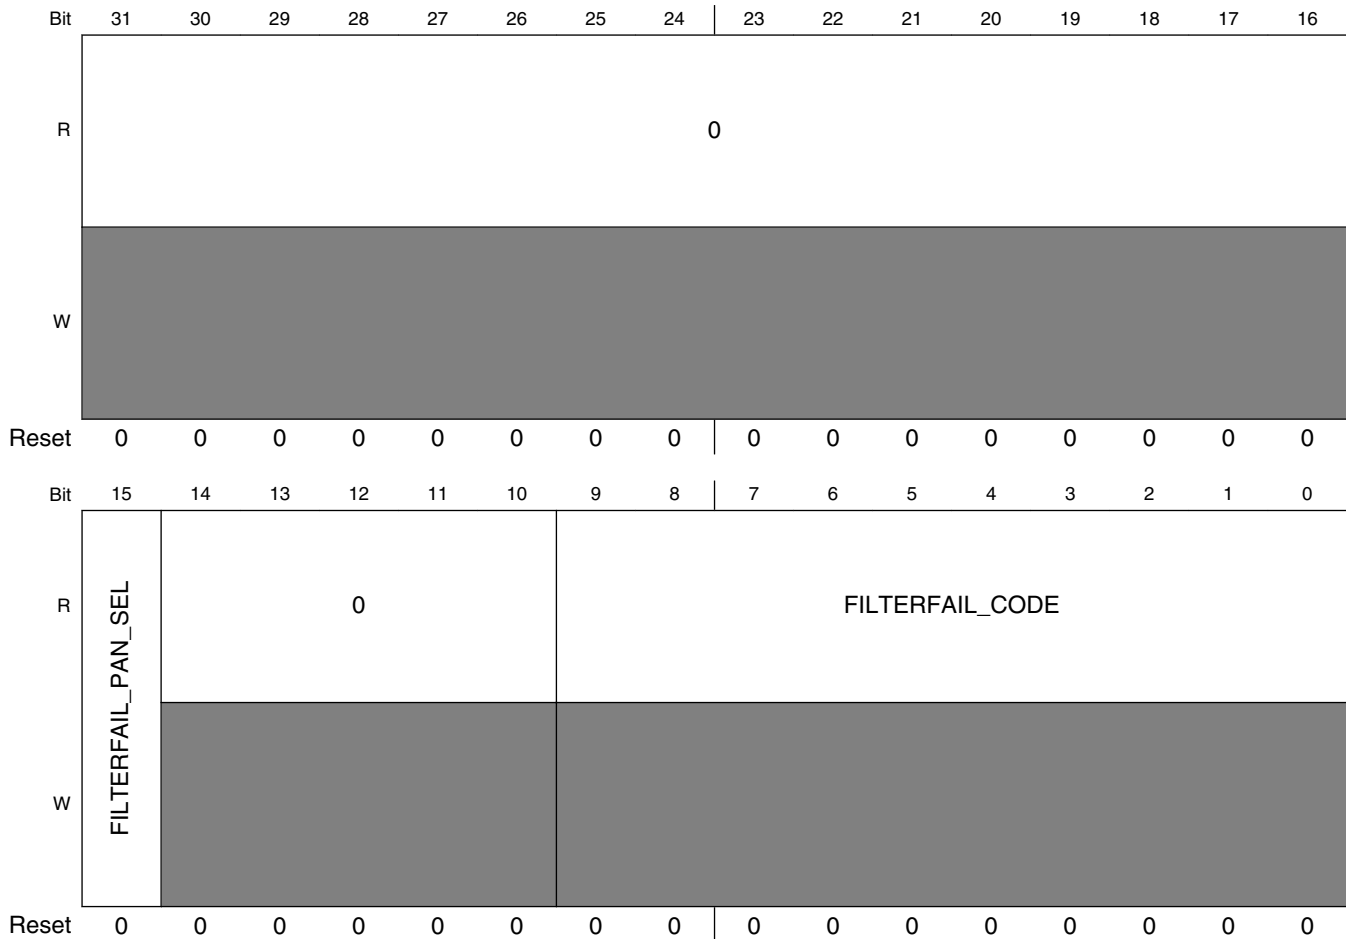 Bit 31 30 29 28 27 26 25 24 23 22 21 20 19 18 17 16
R 0
W
Reset 0 0 0 0 0 0 0 0 0 0 0 0 0 0 0 0
Bit 15 14 13 12 11 10 9 8 7 6 5 4 3 2 1 0
R FILTERFAIL_PAN_SEL 0 FILTERFAIL_CODE
W
Reset 0 0 0 0 0 0 0 0 0 0 0 0 0 0 0 0